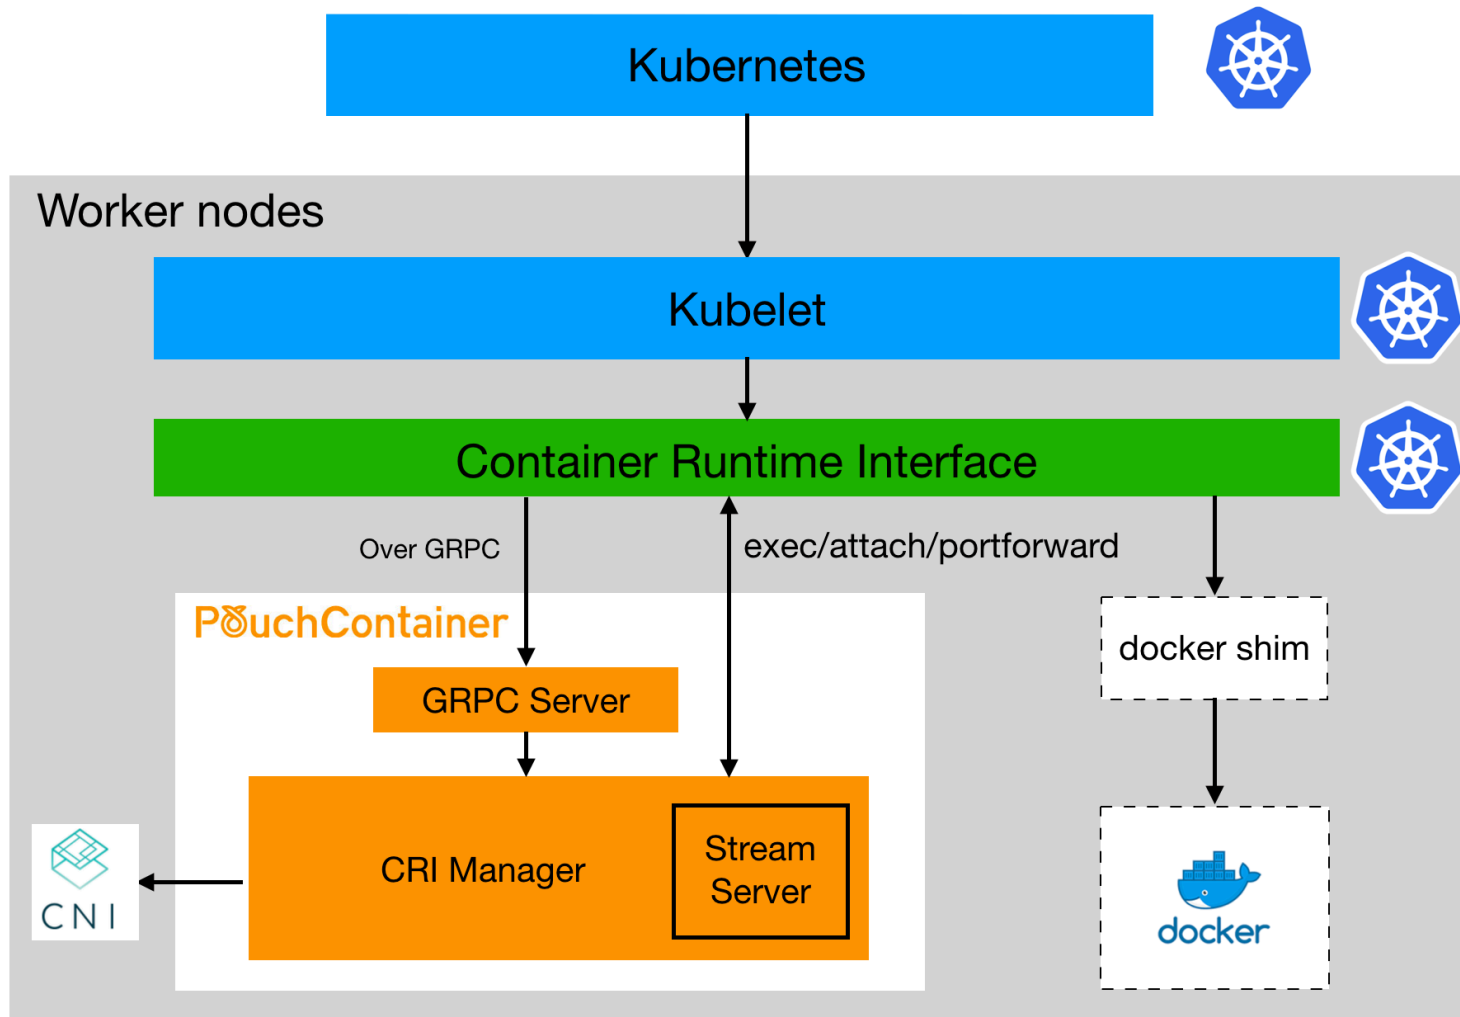 Kubernetes
Worker nodes
Kubelet
Container Runtime Interface
Over GRPC
exec/attach/portforward
PouchContainer
docker shim
GRPC Server
CRI Manager
Stream
Server
CNI
docker